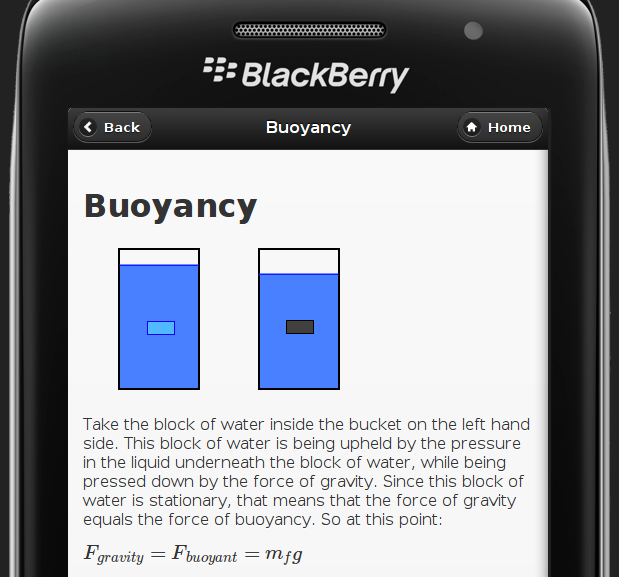 BlackBerry
Back
Buoyancy
Home
Buoyancy
Take the block of water inside the bucket on the left hand
side. This block of water is being upheld by the pressure
in the liquid underneath the block of water, while being
pressed down by the force of gravity. Since this block of
water is stationary, that means that the force of gravity
equals the force of buoyancy. So at this point:
F_{gravity} = F_{buoyant} = m_f g